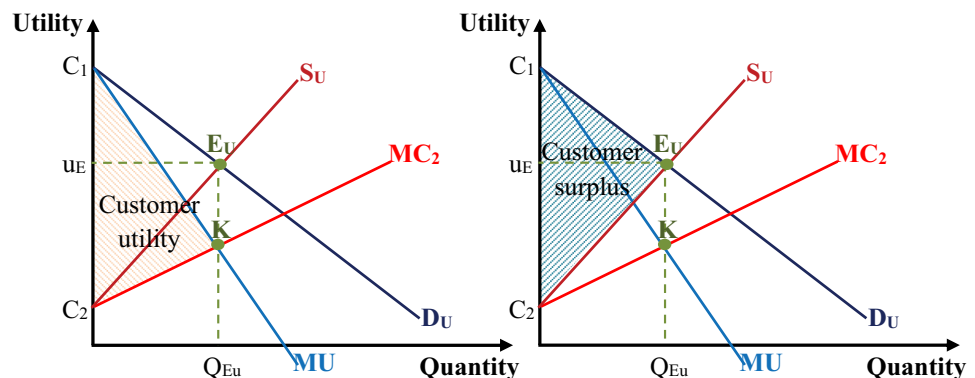 Utility
C1
SU
EU
MC2
uE
Customer
utility
K
C2
DU
QEu
MU
Quantity
Utility
C1
SU
EU
MC2
uE
Customer
surplus
K
C2
DU
QEu
MU
Quantity